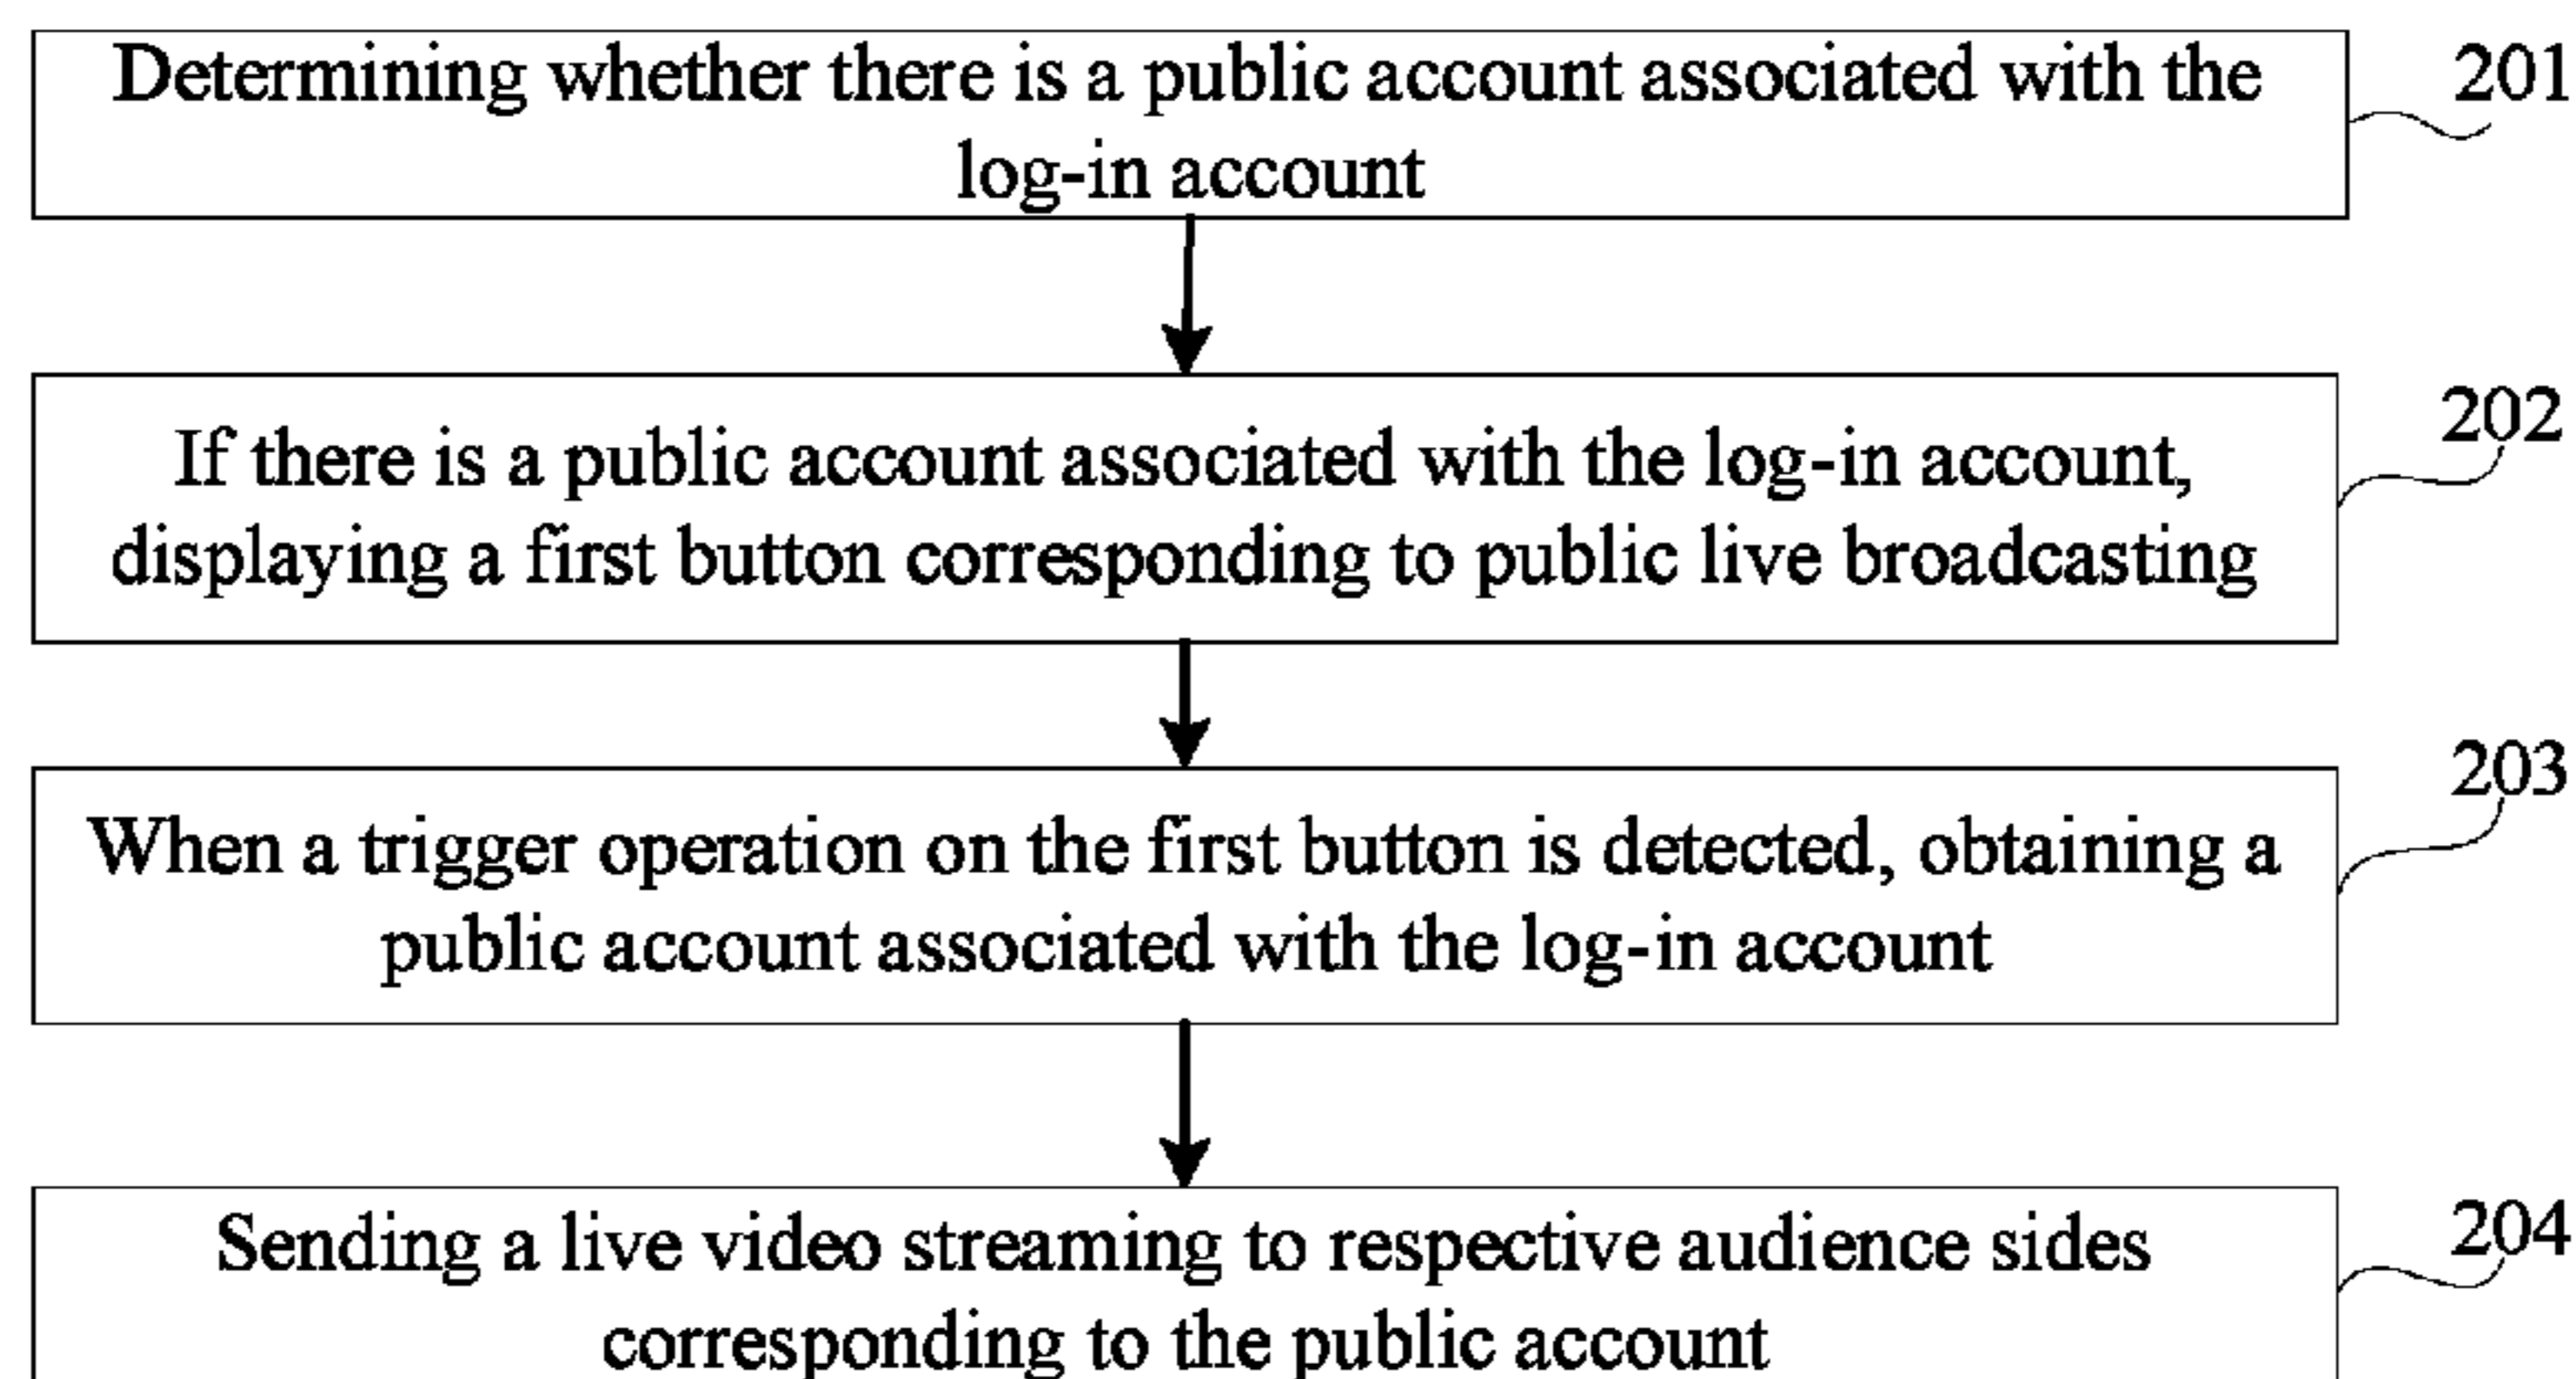 Determining whether there is a public account associated with the
log-in account
201
If there is a public account associated with the log-in account,
displaying a first button corresponding to public live broadcasting
202
When a trigger operation on the first button is detected, obtaining a
public account associated with the log-in account
203
Sending a live video streaming to respective audience sides
corresponding to the public account
204